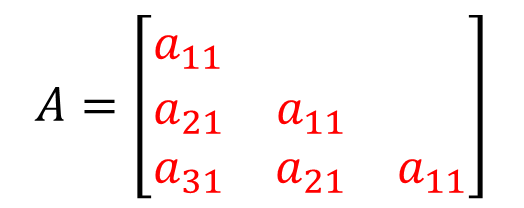 a₁₁
A = a₂₁ a₁₁
a₃₁ a₂₁ a₁₁